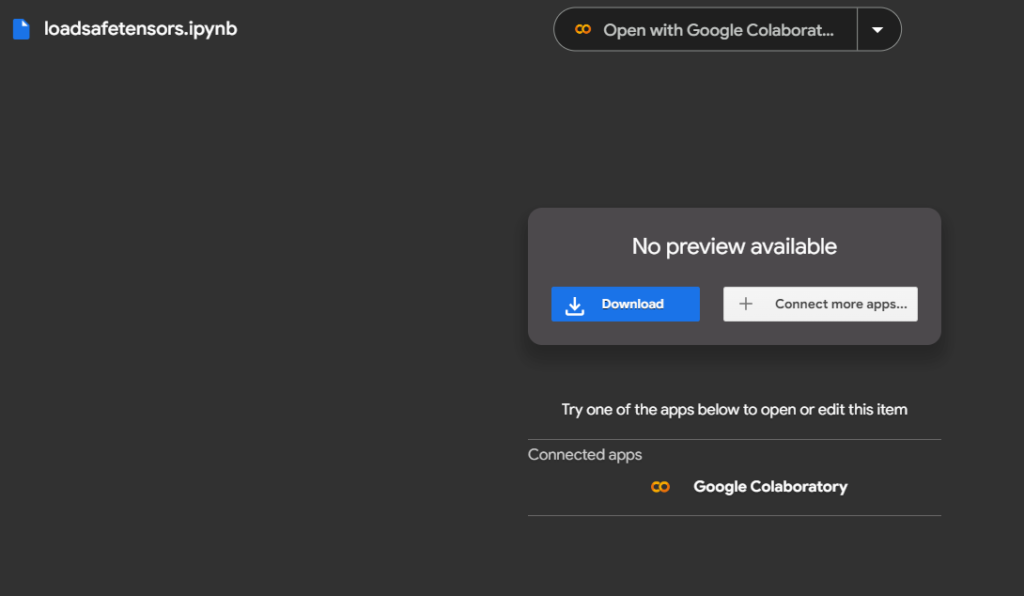 loadsafetensors.ipynb
Open with Google Colaborat...
No preview available
Download
Connect more apps...
Try one of the apps below to open or edit this item
Connected apps
Google Colaboratory